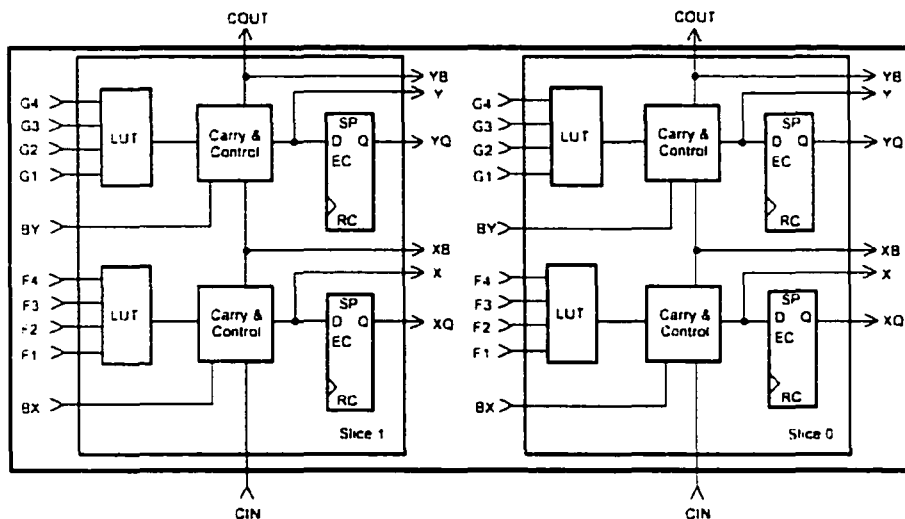 COUT
COUT
YB
Y
G4
G3
G2
G1
LUT
Carry &
Control
SP
D Q
EC
RC
YQ
BY
XB
X
F4
F3
F2
F1
LUT
Carry &
Control
SP
D Q
EC
RC
XQ
BX
Slice 1
CIN
YB
Y
G4
G3
G2
G1
LUT
Carry &
Control
SP
D Q
EC
RC
YQ
BY
XB
X
F4
F3
F2
F1
LUT
Carry &
Control
SP
D Q
EC
RC
XQ
BX
Slice 0
CIN